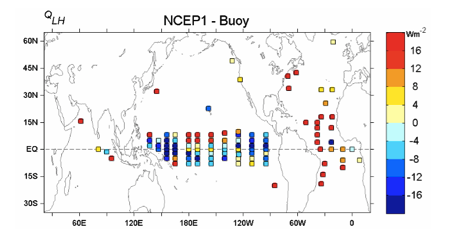 Q_LH
NCEP1 - Buoy
Wm-2
60N
45N
30N
15N
EQ
15S
30S
60E
120E
180E
120W
60W
0
16
12
8
4
0
-4
-8
-12
-16